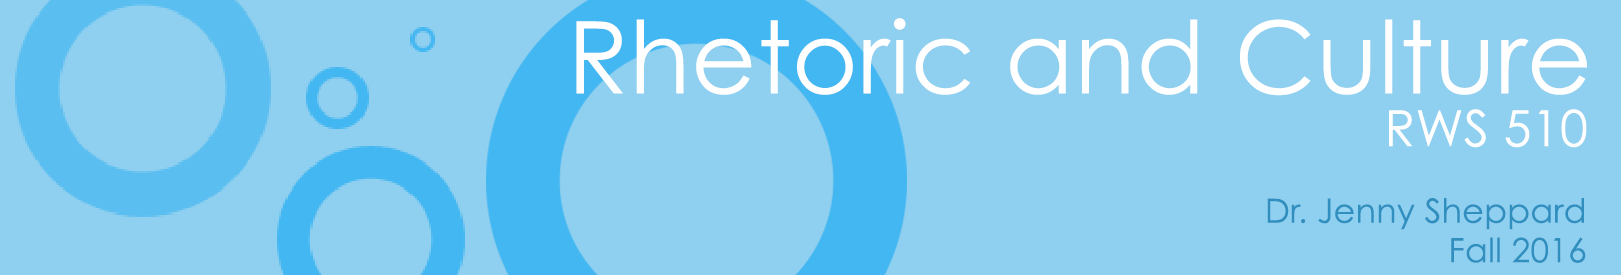 Rhetoric and Culture
RWS 510
Dr. Jenny Sheppard
Fall 2016